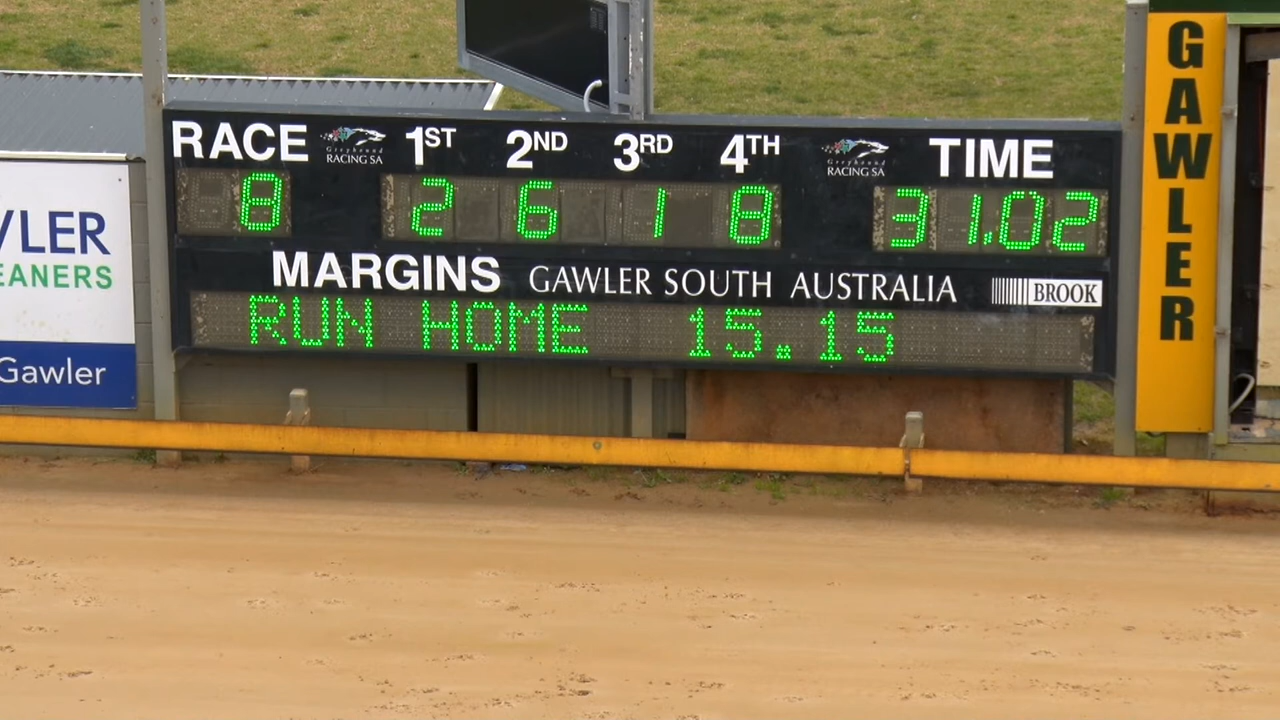 RACE Greyhound RACING SA 1ST 2ND 3RD 4TH Greyhound RACING SA TIME
8 2 6 1 8 31.02
MARGINS GAWLER SOUTH AUSTRALIA BROOK
RUN HOME 15.15
GAWLER
WLER
EANERS
Gawler